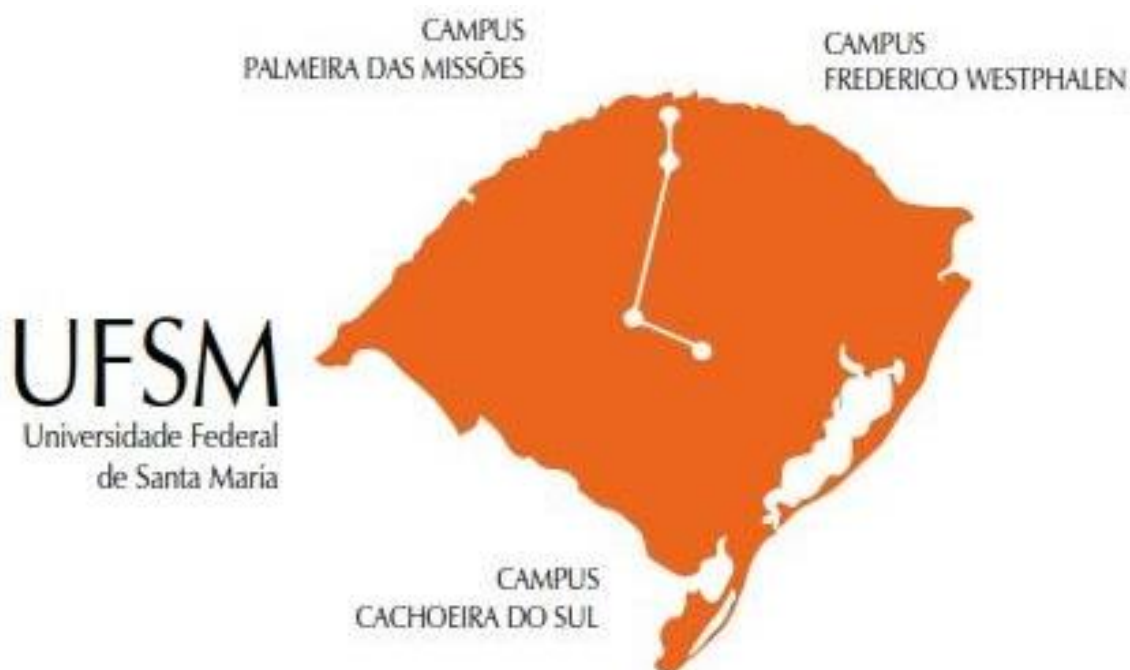 CAMPUS
PALMEIRA DAS MISSÕES
CAMPUS
FREDERICO WESTPHALEN
UFSM
Universidade Federal
de Santa Maria
CAMPUS
CACHOEIRA DO SUL